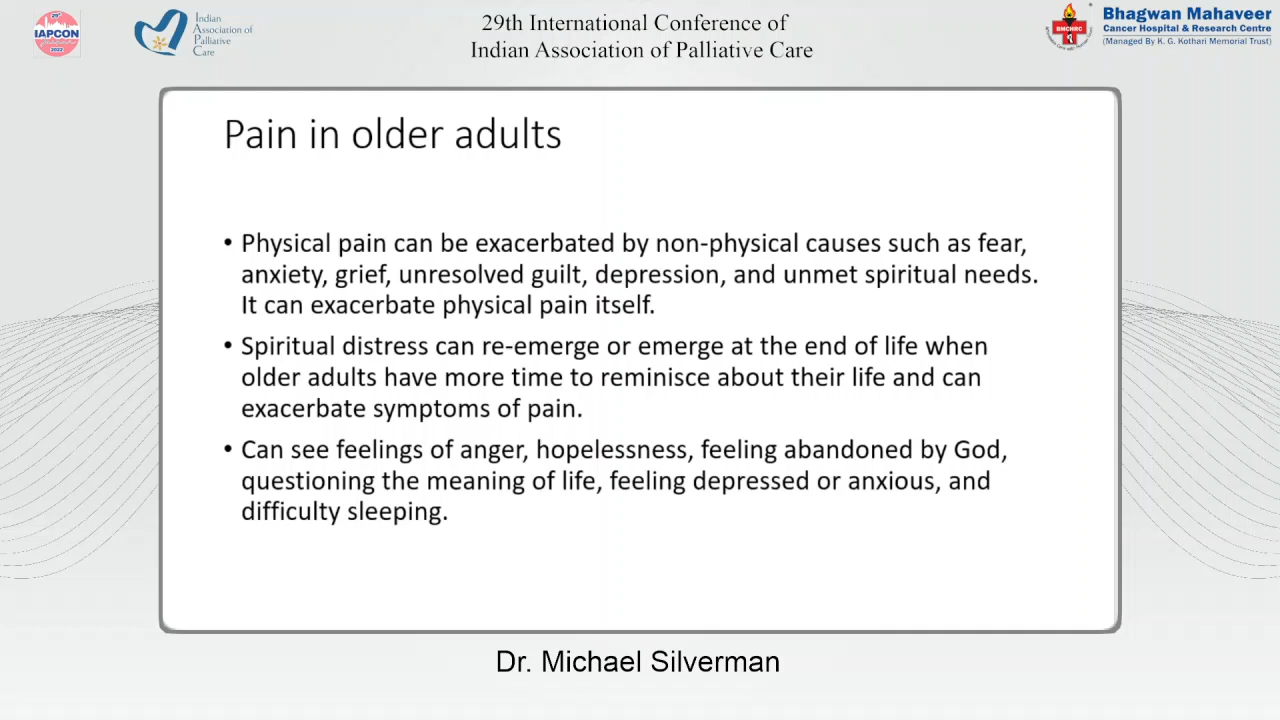 29th
IAPCON
2022
Indian
Association of
Palliative
Care
29th International Conference of
Indian Association of Palliative Care
BMCHRC
Bhagwan Mahaveer
Cancer Hospital & Research Centre
(Managed By K. G. Kothari Memorial Trust)
Pain in older adults
• Physical pain can be exacerbated by non-physical causes such as fear,
anxiety, grief, unresolved guilt, depression, and unmet spiritual needs.
It can exacerbate physical pain itself.
• Spiritual distress can re-emerge or emerge at the end of life when
older adults have more time to reminisce about their life and can
exacerbate symptoms of pain.
• Can see feelings of anger, hopelessness, feeling abandoned by God,
questioning the meaning of life, feeling depressed or anxious, and
difficulty sleeping.
Dr. Michael Silverman